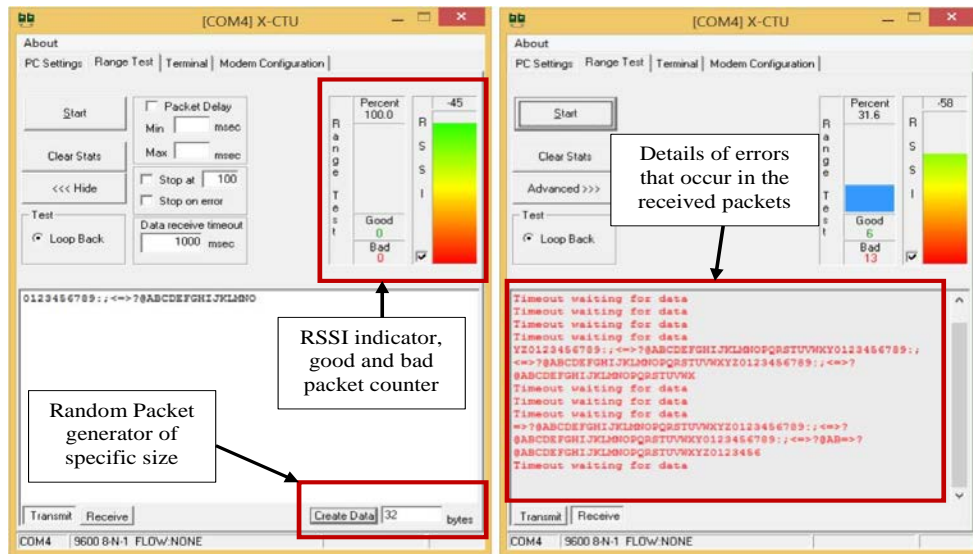 [COM4] X-CTU
About
PC Settings Range Test Terminal Modem Configuration
Start
Clear Stats
<<< Hide
Test
Loop Back
Packet Delay
Min msec
Max msec
Stop at 100
Stop on error
Data receive timeout
1000 msec
Range Test
Percent
100.0
Good
0
Bad
0
RSSI
-45
0123456789:;<=>?@ABCDEFGHIJKLMNO
RSSI indicator,
good and bad
packet counter
Random Packet
generator of
specific size
Transmit Receive
Create Data 32 bytes
COM4 9600 8-N-1 FLOW:NONE
[COM4] X-CTU
About
PC Settings Range Test Terminal Modem Configuration
Start
Clear Stats
Advanced >>>
Test
Loop Back
Details of errors
that occur in the
received packets
Range Test
Percent
31.6
Good
6
Bad
13
RSSI
-58
Timeout waiting for data
Timeout waiting for data
Timeout waiting for data
Timeout waiting for data
YZ0123456789:;<=>?@ABCDEFGHIJKLMNOPQRSTUVWXY0123456789:;
<=>?@ABCDEFGHIJKLMNOPQRSTUVWXYZ0123456789:;<=>?
@ABCDEFGHIJKLMNOPQRSTUVWX
Timeout waiting for data
Timeout waiting for data
Timeout waiting for data
=>?@ABCDEFGHIJKLMNOPQRSTUVWXYZ0123456789:;<=>?
@ABCDEFGHIJKLMNOPQRSTUVWXY0123456789:;<=>?@AB=>?
@ABCDEFGHIJKLMNOPQRSTUVWXYZ0123456
Timeout waiting for data
Transmit Receive
COM4 9600 8-N-1 FLOW:NONE